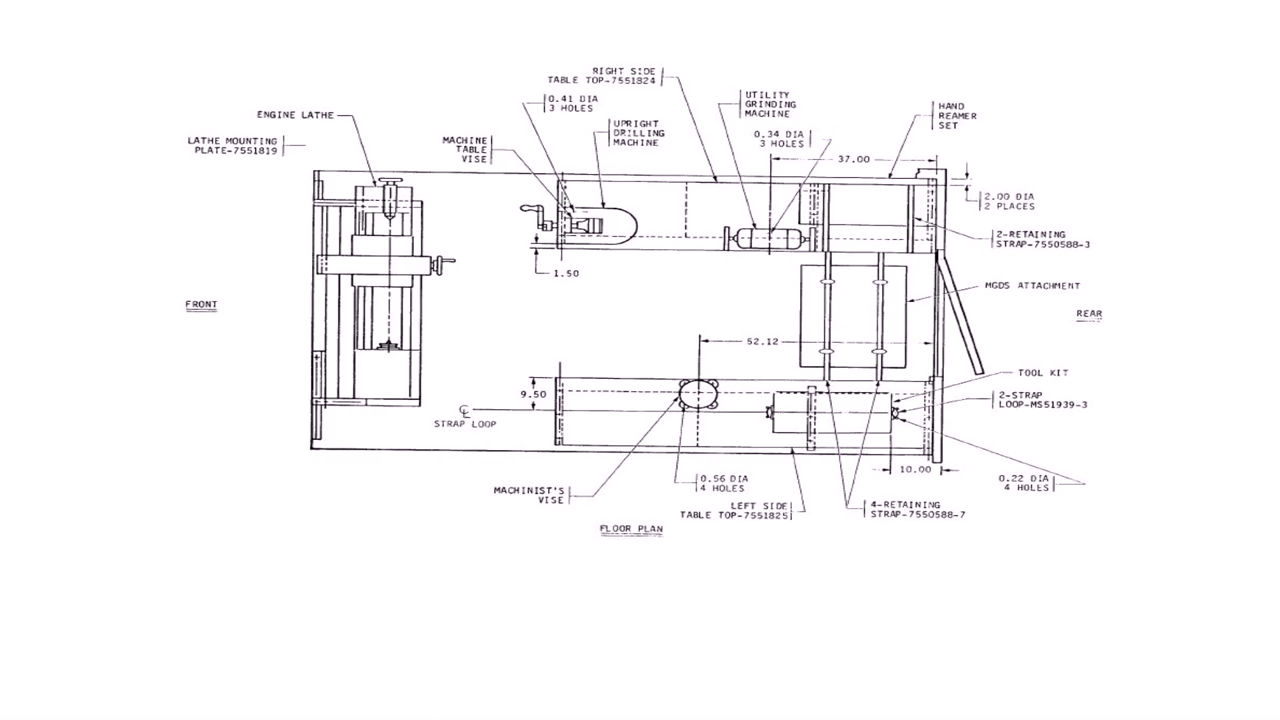 RIGHT SIDE
TABLE TOP-7551824
0.41 DIA
3 HOLES
UTILITY
GRINDING
MACHINE
HAND
REAMER
SET
ENGINE LATHE
LATHE MOUNTING
PLATE-7551819
MACHINE
TABLE
VISE
UPRIGHT
DRILLING
MACHINE
0.34 DIA
3 HOLES
37.00
2.00 DIA
2 PLACES
2-RETAINING
STRAP-7550588-3
1.50
MGDS ATTACHMENT
FRONT
REAR
52.12
TOOL KIT
9.50
2-STRAP
LOOP-MS51939-3
CL
STRAP LOOP
10.00
0.56 DIA
4 HOLES
0.22 DIA
4 HOLES
MACHINIST'S
VISE
LEFT SIDE
TABLE TOP-7551825
4-RETAINING
STRAP-7550588-7
FLOOR PLAN